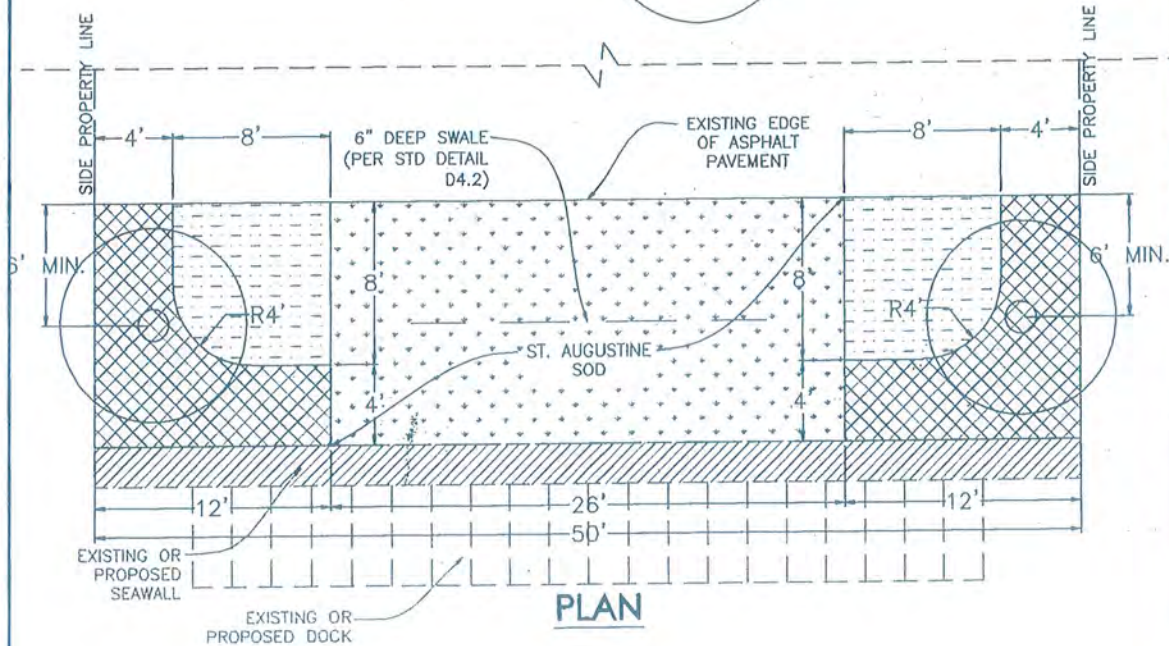 SIDE PROPERTY LINE
SIDE PROPERTY LINE
4'
8'
6" DEEP SWALE
(PER STD DETAIL
D4.2)
EXISTING EDGE
OF ASPHALT
PAVEMENT
8'
4'
6' MIN.
R4'
8'
8'
R4'
6' MIN.
ST. AUGUSTINE
SOD
4'
4'
12'
26'
12'
50'
EXISTING OR
PROPOSED
SEAWALL
EXISTING OR
PROPOSED DOCK
PLAN